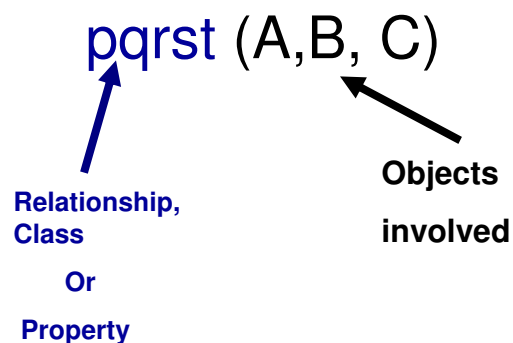 pqrst (A,B, C)
Objects
involved
Relationship,
Class
Or
Property